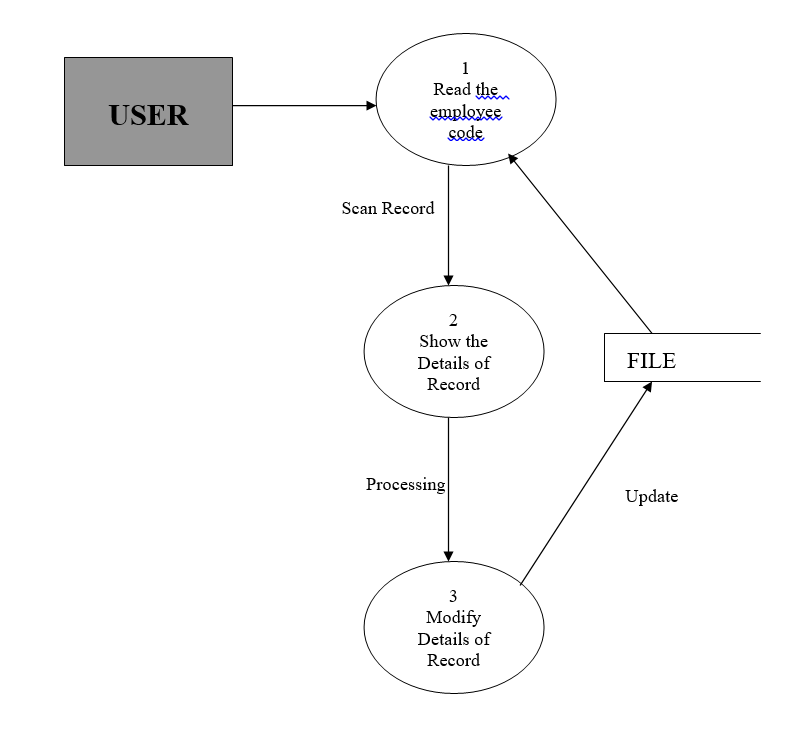 USER
1
Read the
employee
code
Scan Record
2
Show the
Details of
Record
FILE
Processing
Update
3
Modify
Details of
Record